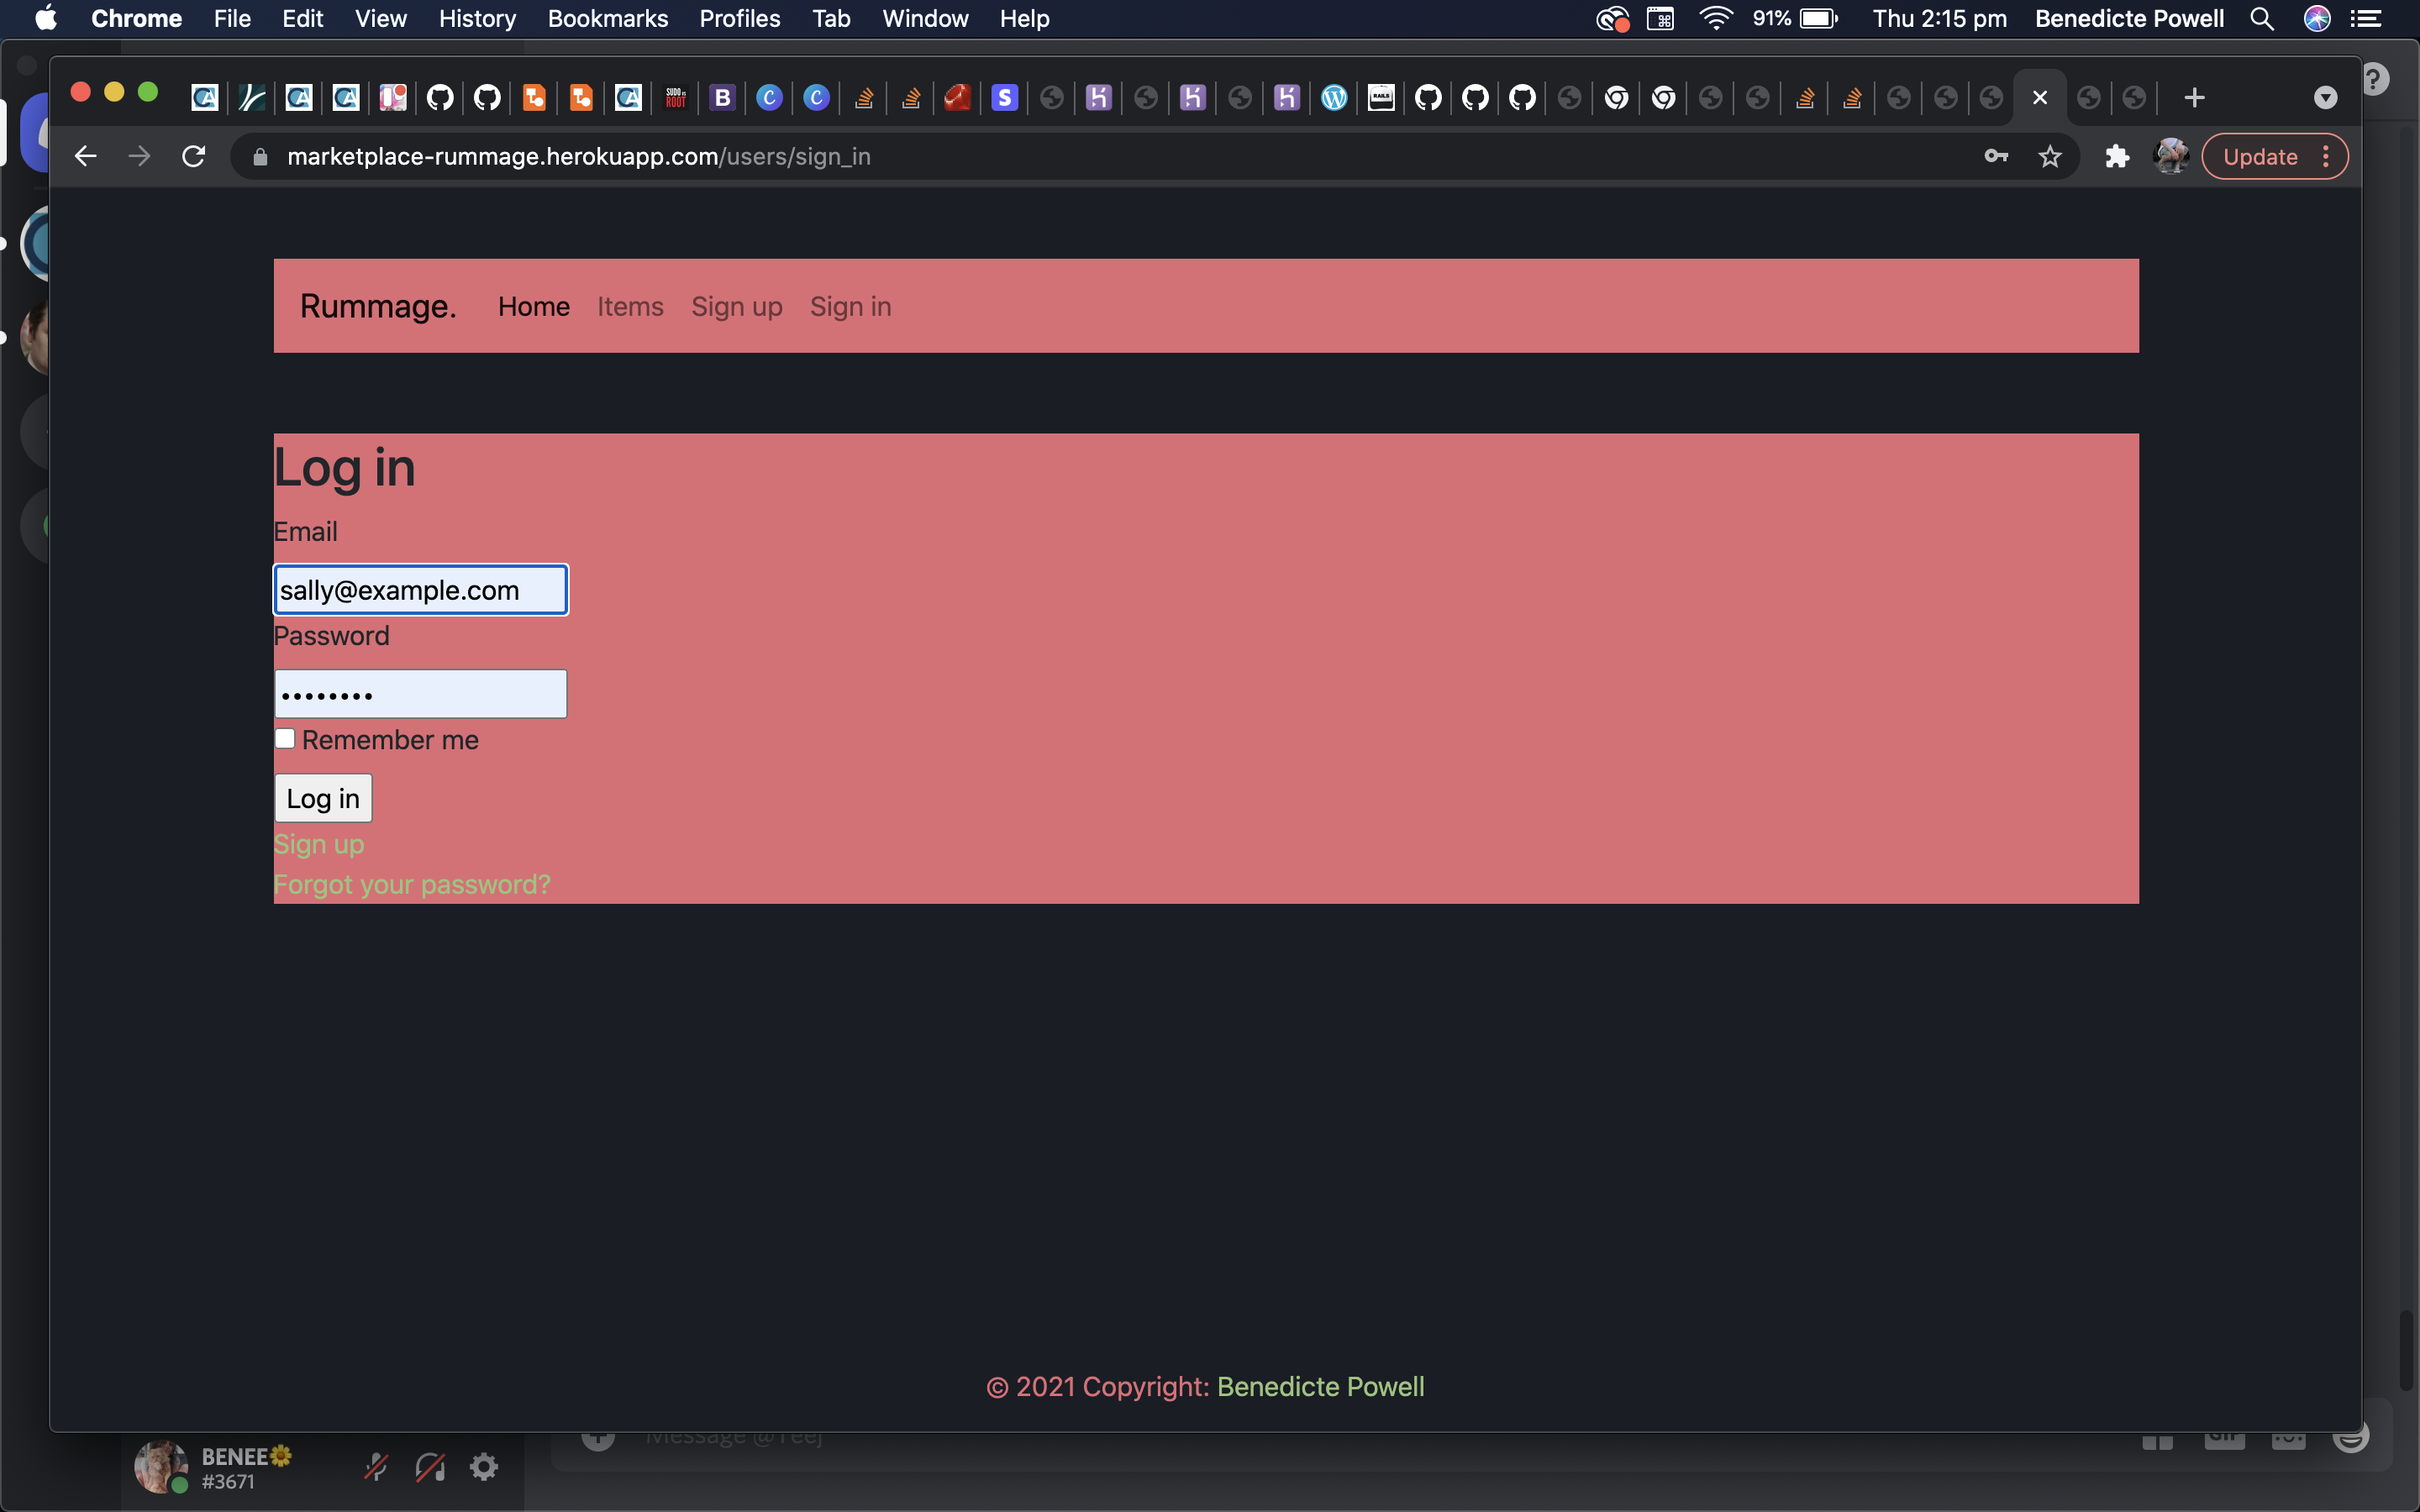 Chrome File Edit View History Bookmarks Profiles Tab Window Help 91% Thu 2:15 pm Benedicte Powell
marketplace-rummage.herokuapp.com/users/sign_in Update
Rummage. Home Items Sign up Sign in
Log in
Email
sally@example.com
Password
Remember me
Log in
Sign up
Forgot your password?
© 2021 Copyright: Benedicte Powell
Message @Teej
BENEE
#3671